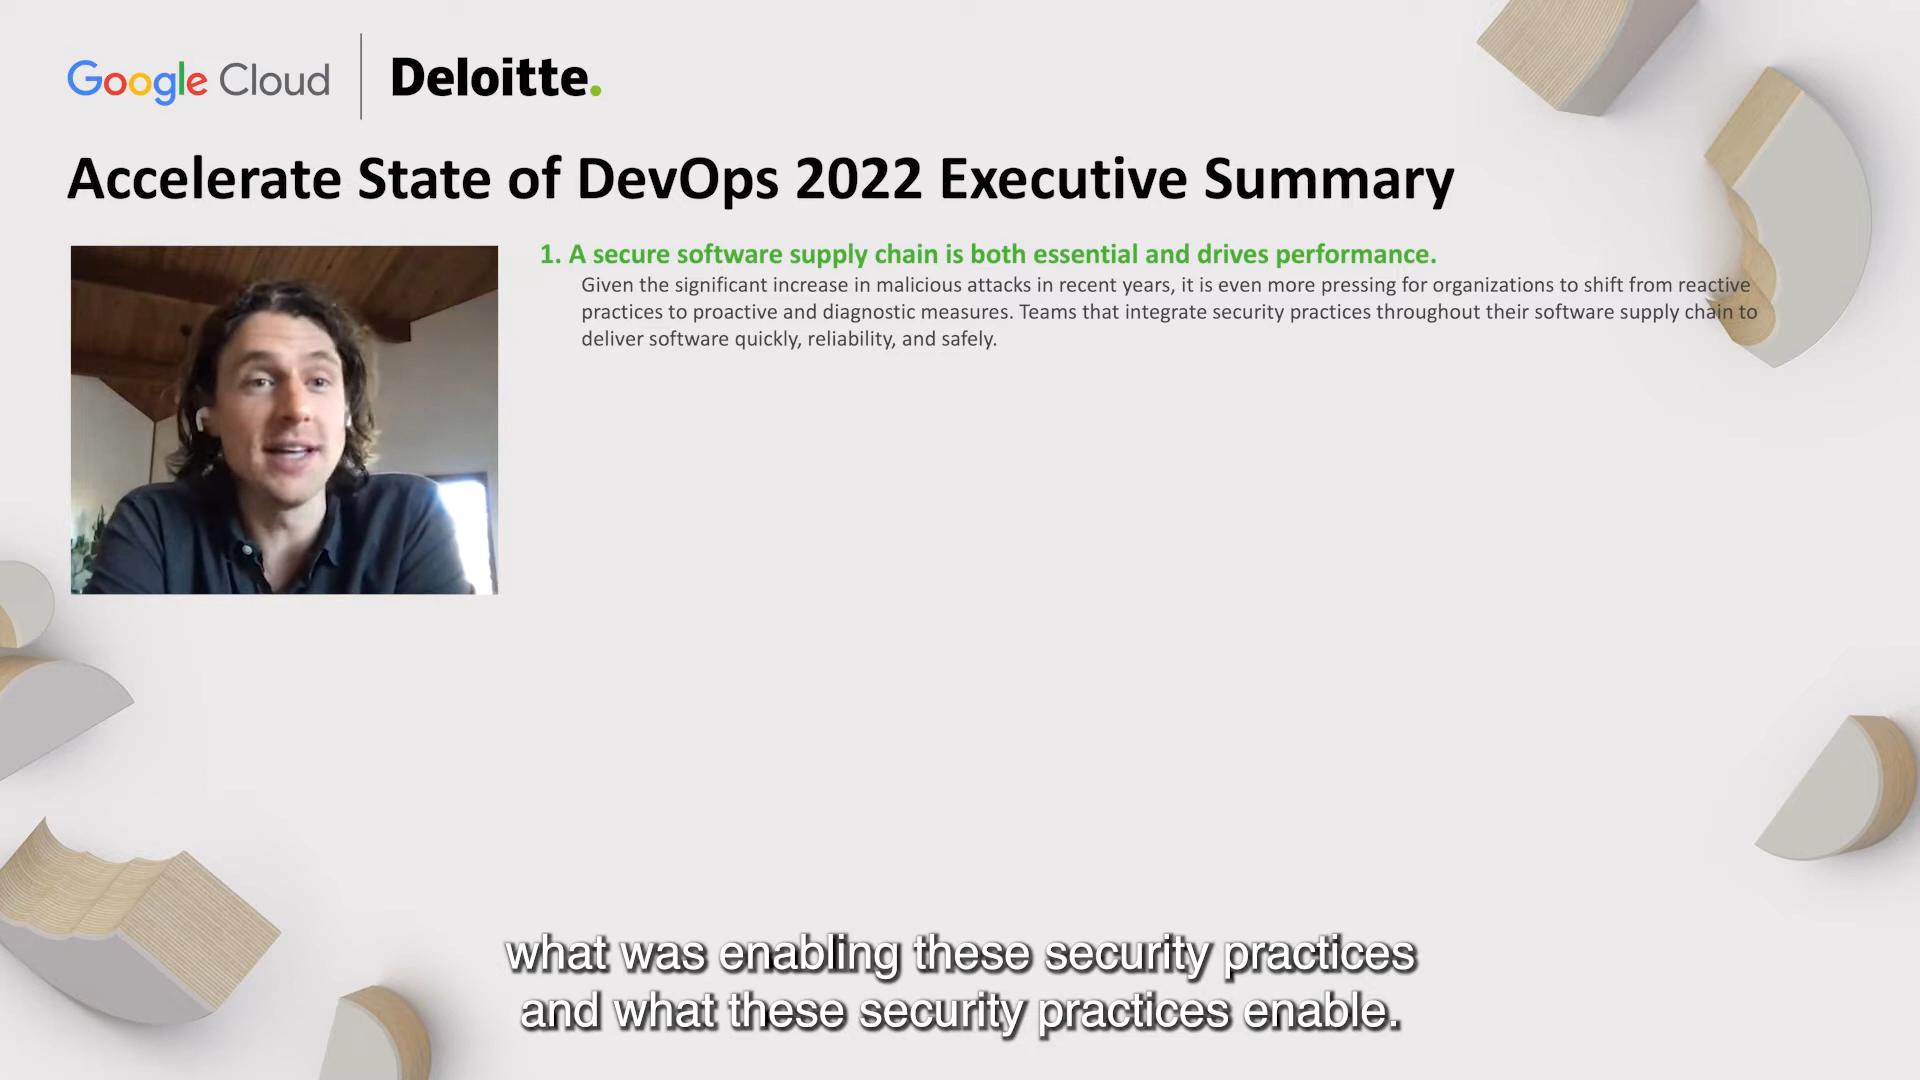 Google Cloud
Deloitte.
Accelerate State of DevOps 2022 Executive Summary
1. A secure software supply chain is both essential and drives performance.
Given the significant increase in malicious attacks in recent years, it is even more pressing for organizations to shift from reactive
practices to proactive and diagnostic measures. Teams that integrate security practices throughout their software supply chain to
deliver software quickly, reliability, and safely.
what was enabling these security practices
and what these security practices enable.